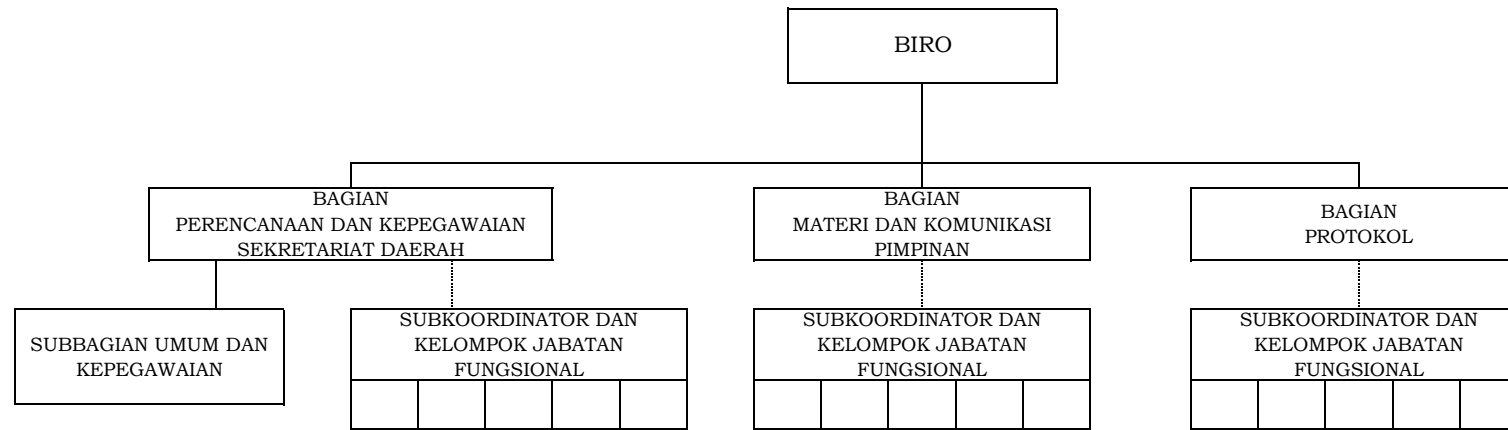 BIRO
BAGIAN
PERENCANAAN DAN KEPEGAWAIAN
SEKRETARIAT DAERAH
BAGIAN
MATERI DAN KOMUNIKASI
PIMPINAN
BAGIAN
PROTOKOL
SUBBAGIAN UMUM DAN
KEPEGAWAIAN
SUBKOORDINATOR DAN
KELOMPOK JABATAN
FUNGSIONAL
SUBKOORDINATOR DAN
KELOMPOK JABATAN
FUNGSIONAL
SUBKOORDINATOR DAN
KELOMPOK JABATAN
FUNGSIONAL